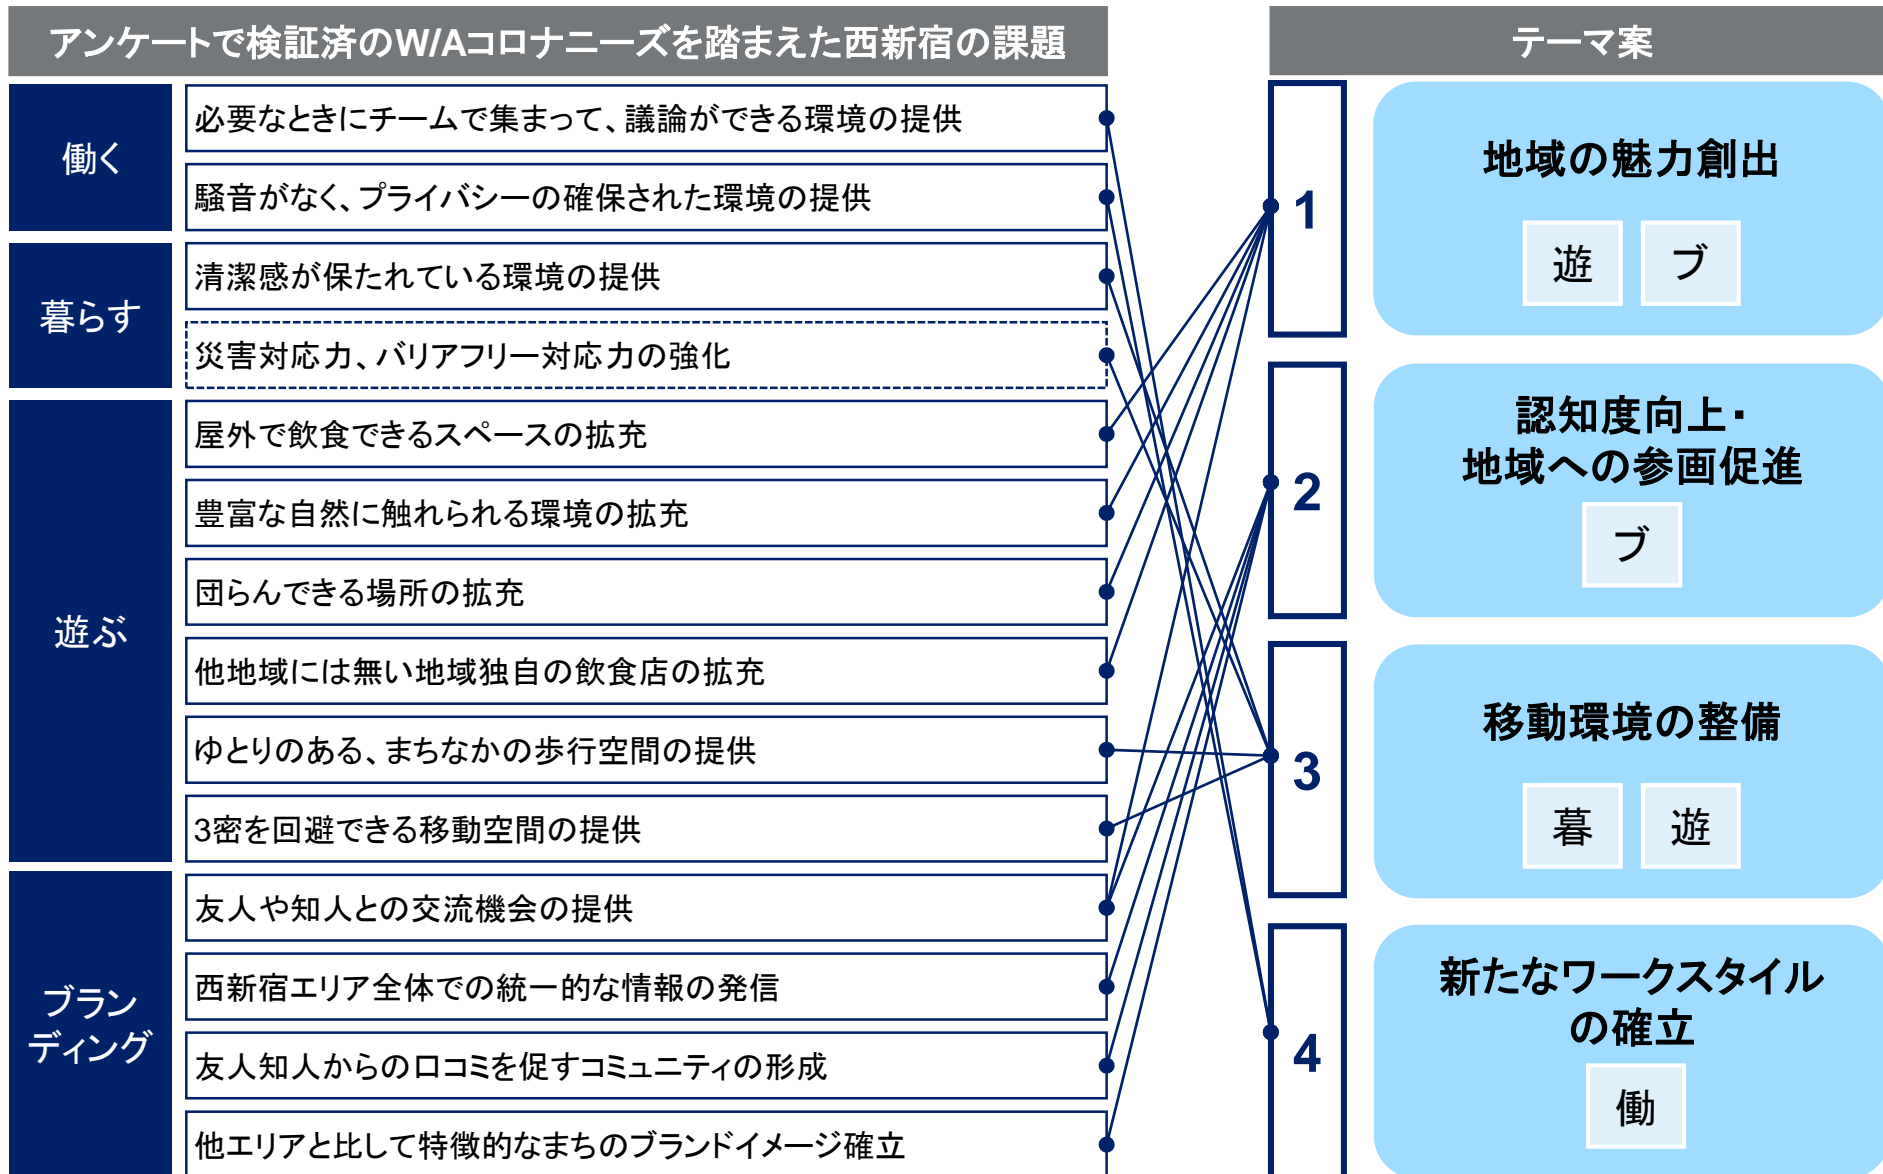 アンケートで検証済のW/Aコロナニーズを踏まえた西新宿の課題
働く
必要なときにチームで集まって、議論ができる環境の提供
騒音がなく、プライバシーの確保された環境の提供
暮らす
清潔感が保たれている環境の提供
災害対応力、バリアフリー対応力の強化
遊ぶ
屋外で飲食できるスペースの拡充
豊富な自然に触れられる環境の拡充
団らんできる場所の拡充
他地域には無い地域独自の飲食店の拡充
ゆとりのある、まちなかの歩行空間の提供
3密を回避できる移動空間の提供
ブラン
ディング
友人や知人との交流機会の提供
西新宿エリア全体での統一的な情報の発信
友人知人からの口コミを促すコミュニティの形成
他エリアと比して特徴的なまちのブランドイメージ確立
テーマ案
1
地域の魅力創出
遊 ブ
2
認知度向上・
地域への参画促進
ブ
3
移動環境の整備
暮 遊
4
新たなワークスタイル
の確立
働